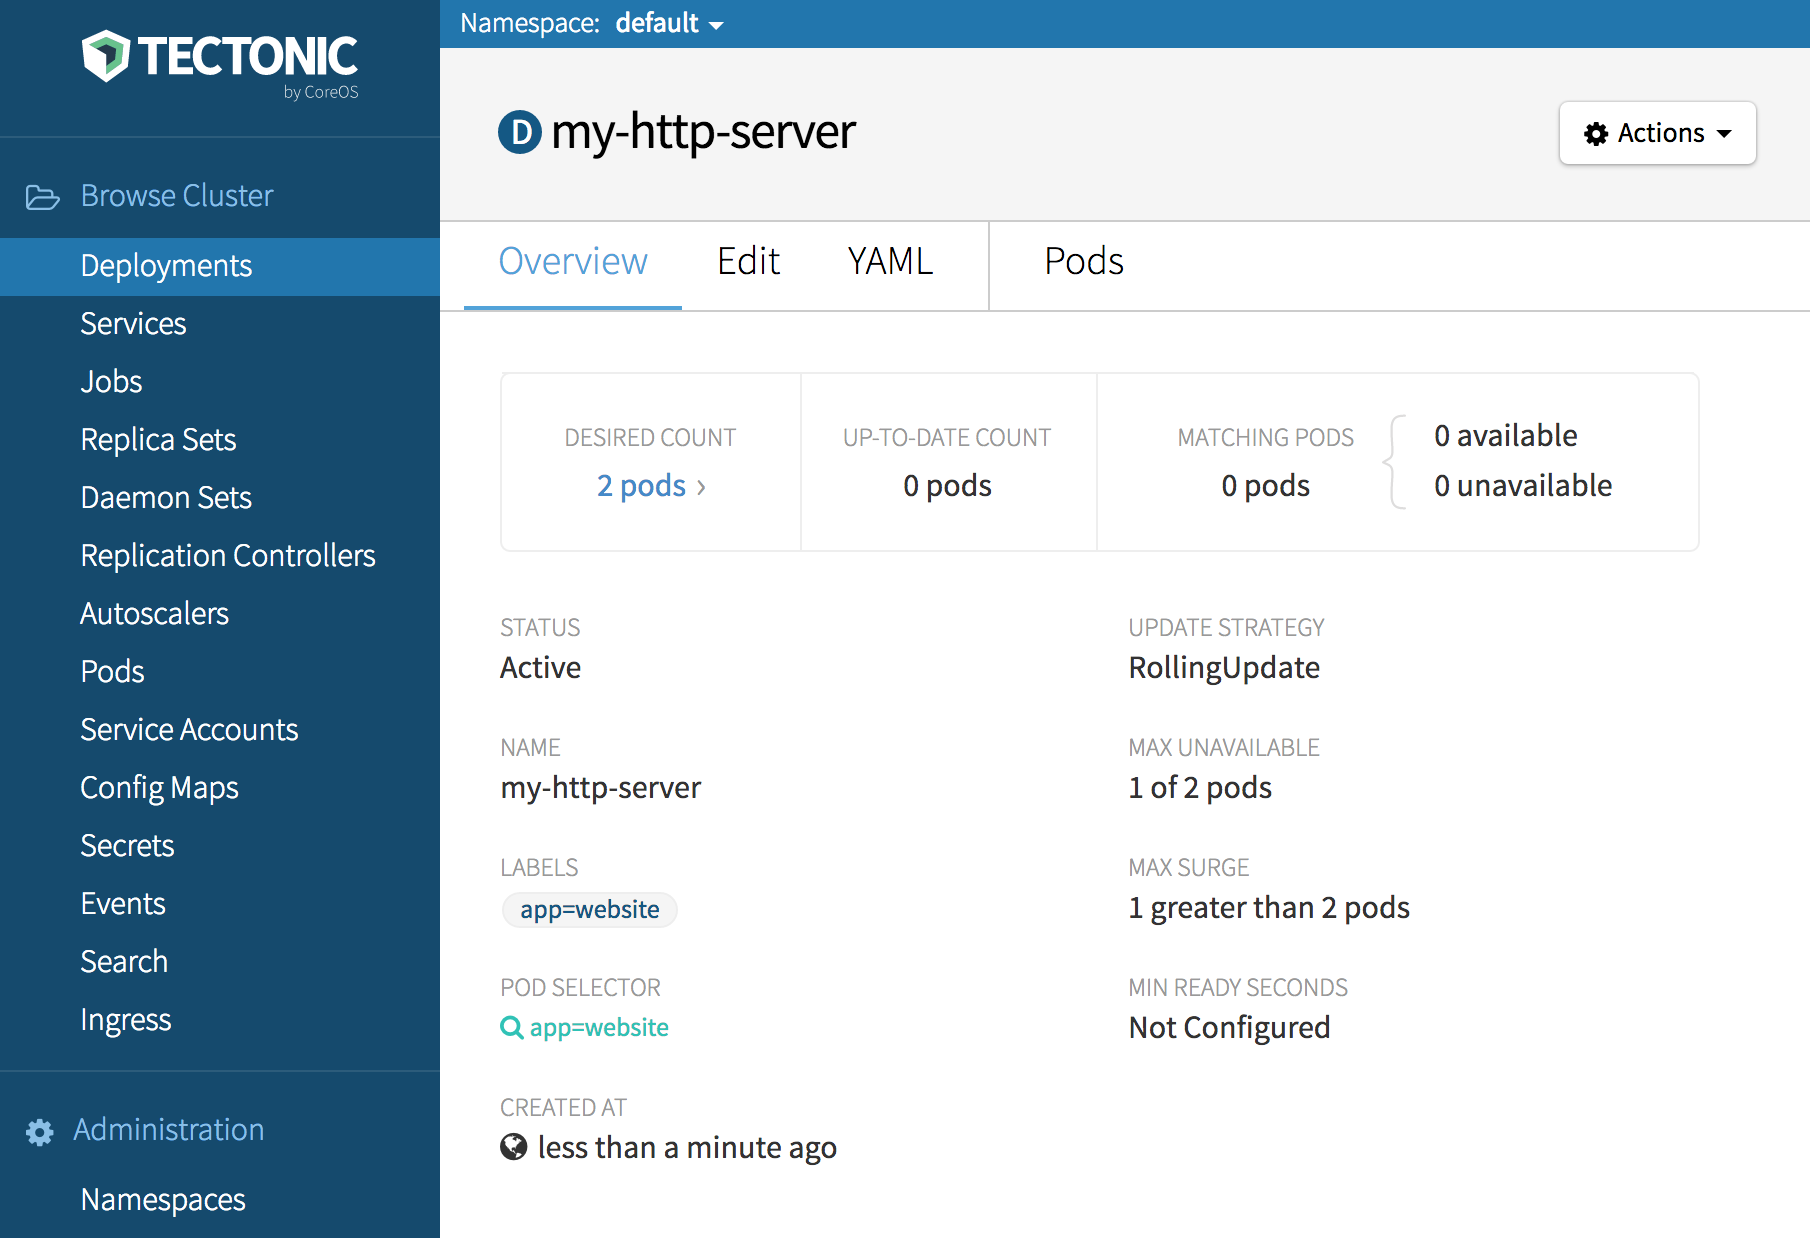 TECTONIC
by CoreOS
Browse Cluster
Deployments
Services
Jobs
Replica Sets
Daemon Sets
Replication Controllers
Autoscalers
Pods
Service Accounts
Config Maps
Secrets
Events
Search
Ingress
Administration
Namespaces
Namespace: default
D my-http-server
Actions
Overview Edit YAML Pods
DESIRED COUNT
2 pods ›
UP-TO-DATE COUNT
0 pods
MATCHING PODS
0 pods
0 available
0 unavailable
STATUS
Active
NAME
my-http-server
LABELS
app=website
POD SELECTOR
app=website
CREATED AT
less than a minute ago
UPDATE STRATEGY
RollingUpdate
MAX UNAVAILABLE
1 of 2 pods
MAX SURGE
1 greater than 2 pods
MIN READY SECONDS
Not Configured